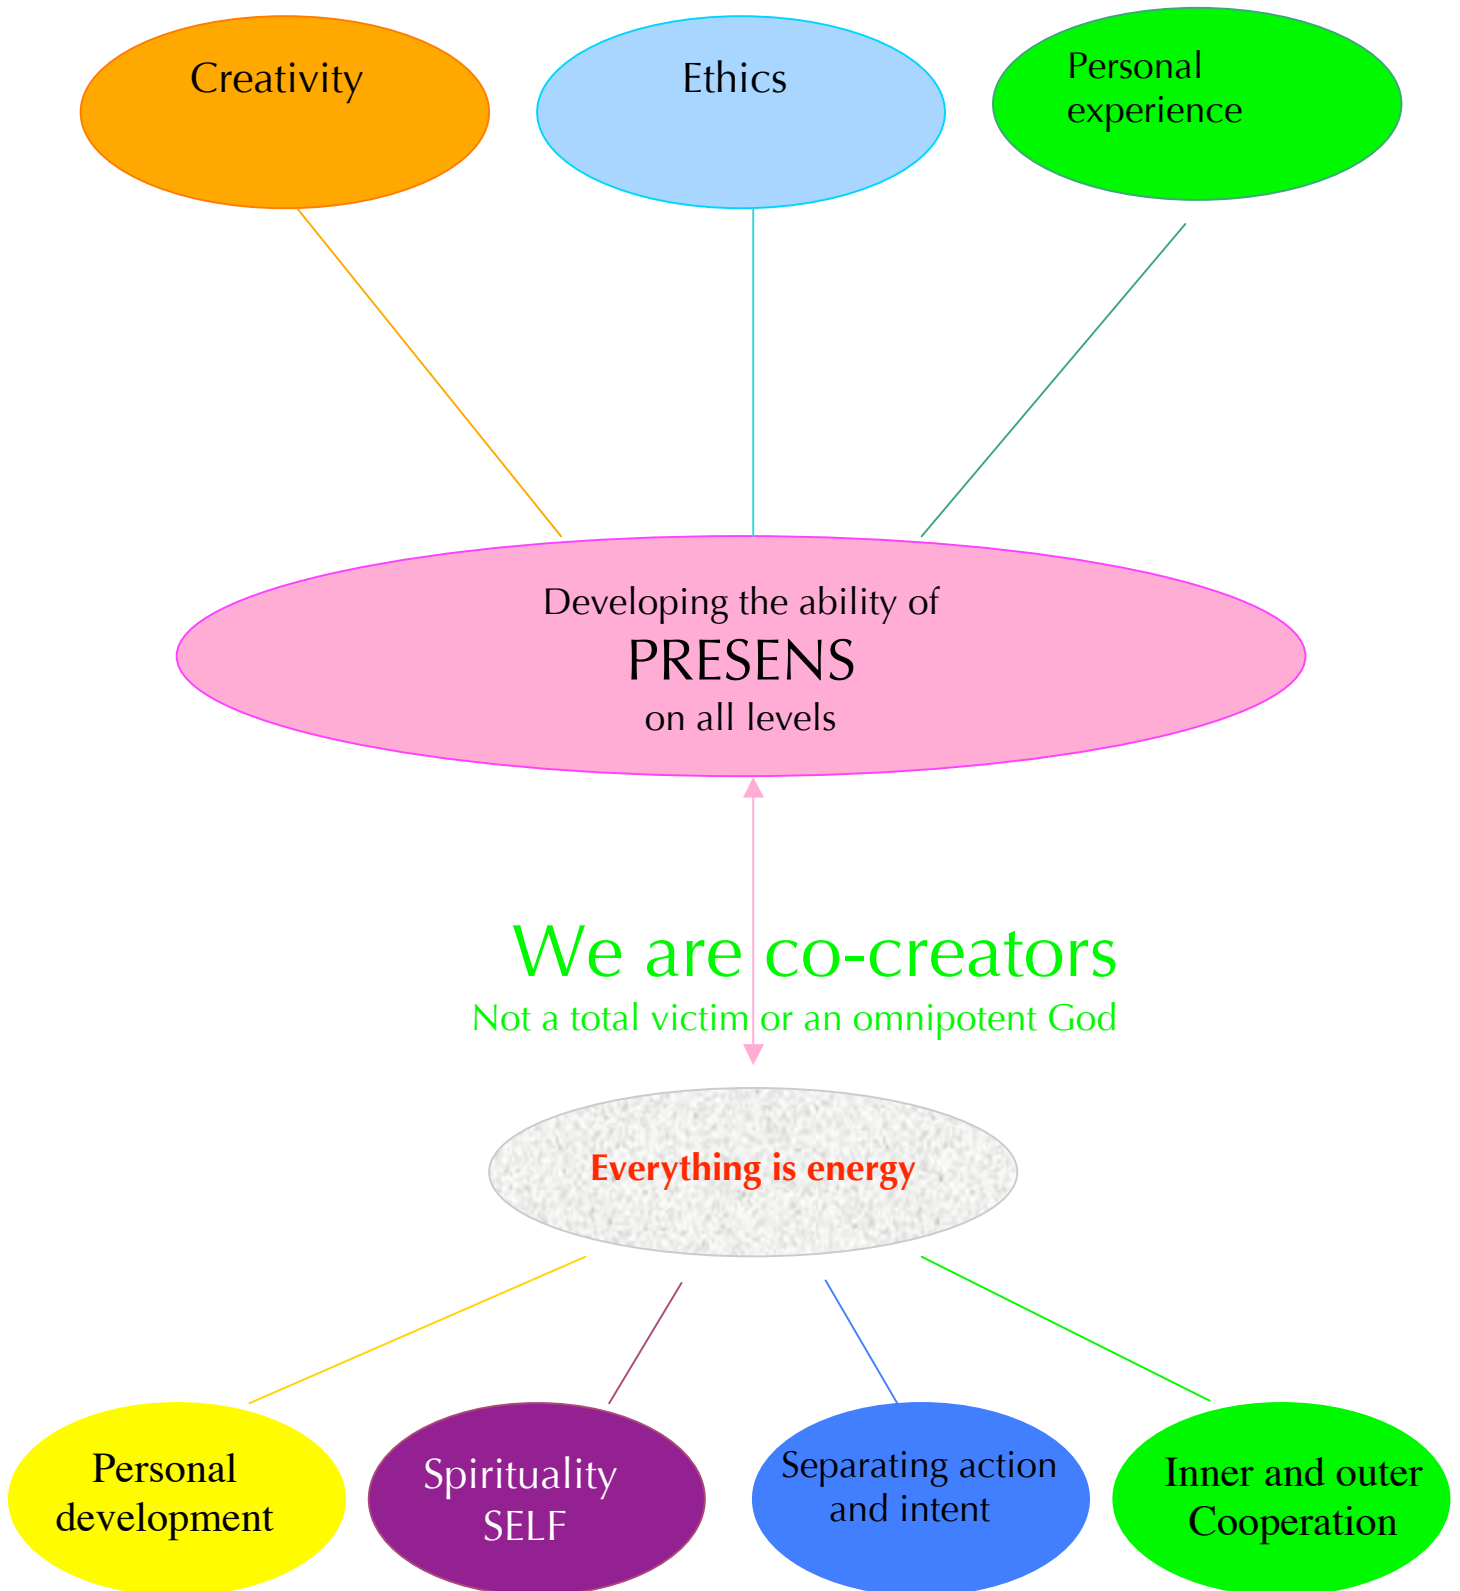 Creativity
Ethics
Personal
experience
Developing the ability of
PRESENS
on all levels
We are co-creators
Not a total victim or an omnipotent God
Everything is energy
Personal
development
Spirituality
SELF
Separating action
and intent
Inner and outer
Cooperation